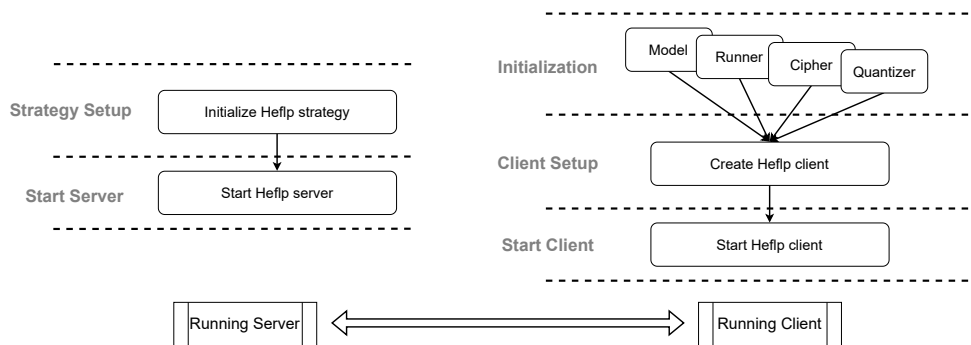 Strategy Setup
Initialize Heflp strategy
Start Server
Start Heflp server
Initialization
Model
Runner
Cipher
Quantizer
Client Setup
Create Heflp client
Start Client
Start Heflp client
Running Server
Running Client